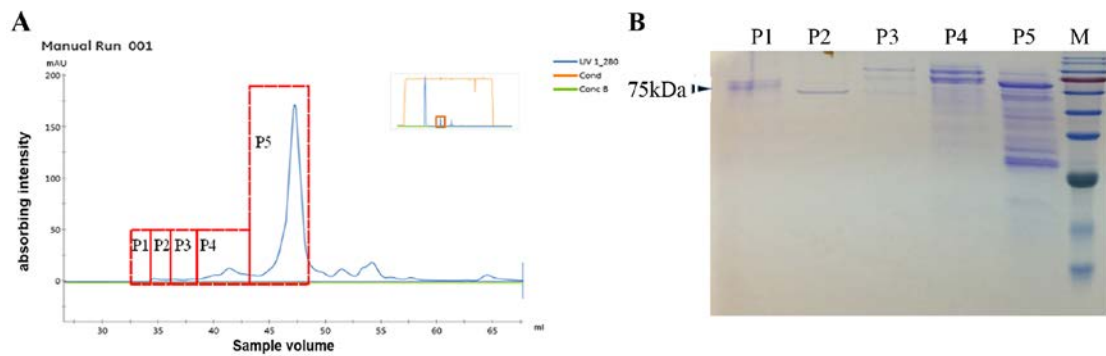 A
Manual Run 001
mAU
200
150
100
50
0
absorbing intensity
P1 P2 P3 P4
P5
30 35 40 45 50 55 60 65 ml
Sample volume
UV 1_280
Cond
Conc B
B
P1 P2 P3 P4 P5 M
75kDa